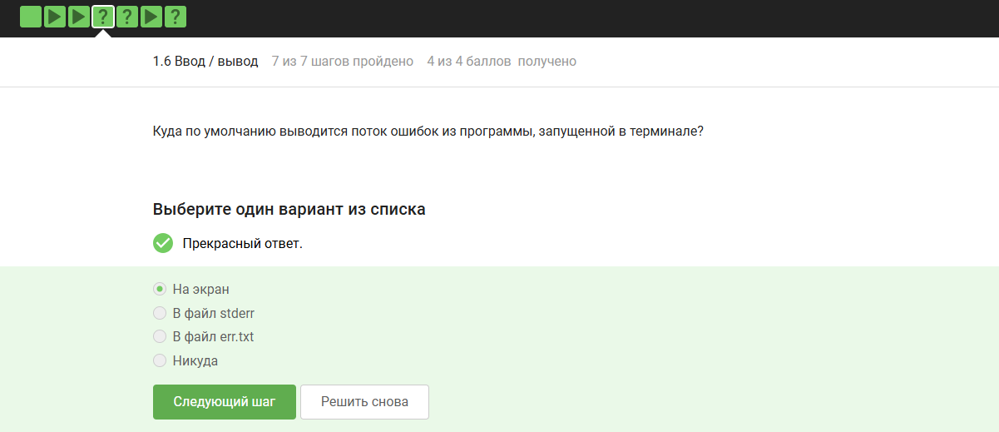 ? ? ?
1.6 Ввод / вывод 7 из 7 шагов пройдено 4 из 4 баллов получено
Куда по умолчанию выводится поток ошибок из программы, запущенной в терминале?
Выберите один вариант из списка
Прекрасный ответ.
На экран
В файл stderr
В файл err.txt
Никуда
Следующий шаг Решить снова